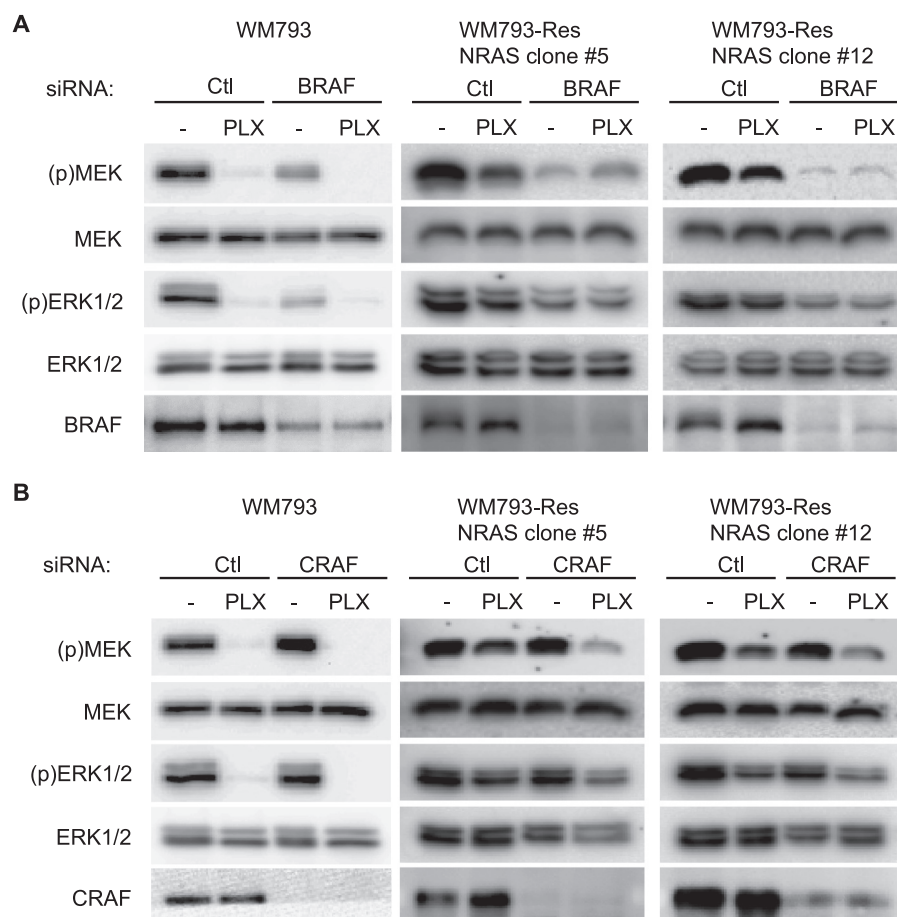 A
WM793 WM793-Res WM793-Res
NRAS clone #5 NRAS clone #12
siRNA: Ctl BRAF Ctl BRAF Ctl BRAF
- PLX - PLX - PLX - PLX - PLX - PLX
(p)MEK
MEK
(p)ERK1/2
ERK1/2
BRAF
B
WM793 WM793-Res WM793-Res
NRAS clone #5 NRAS clone #12
siRNA: Ctl CRAF Ctl CRAF Ctl CRAF
- PLX - PLX - PLX - PLX - PLX - PLX
(p)MEK
MEK
(p)ERK1/2
ERK1/2
CRAF